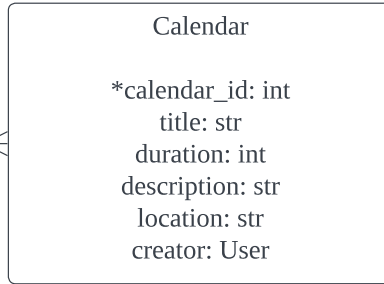 Calendar
*calendar_id: int
title: str
duration: int
description: str
location: str
creator: User